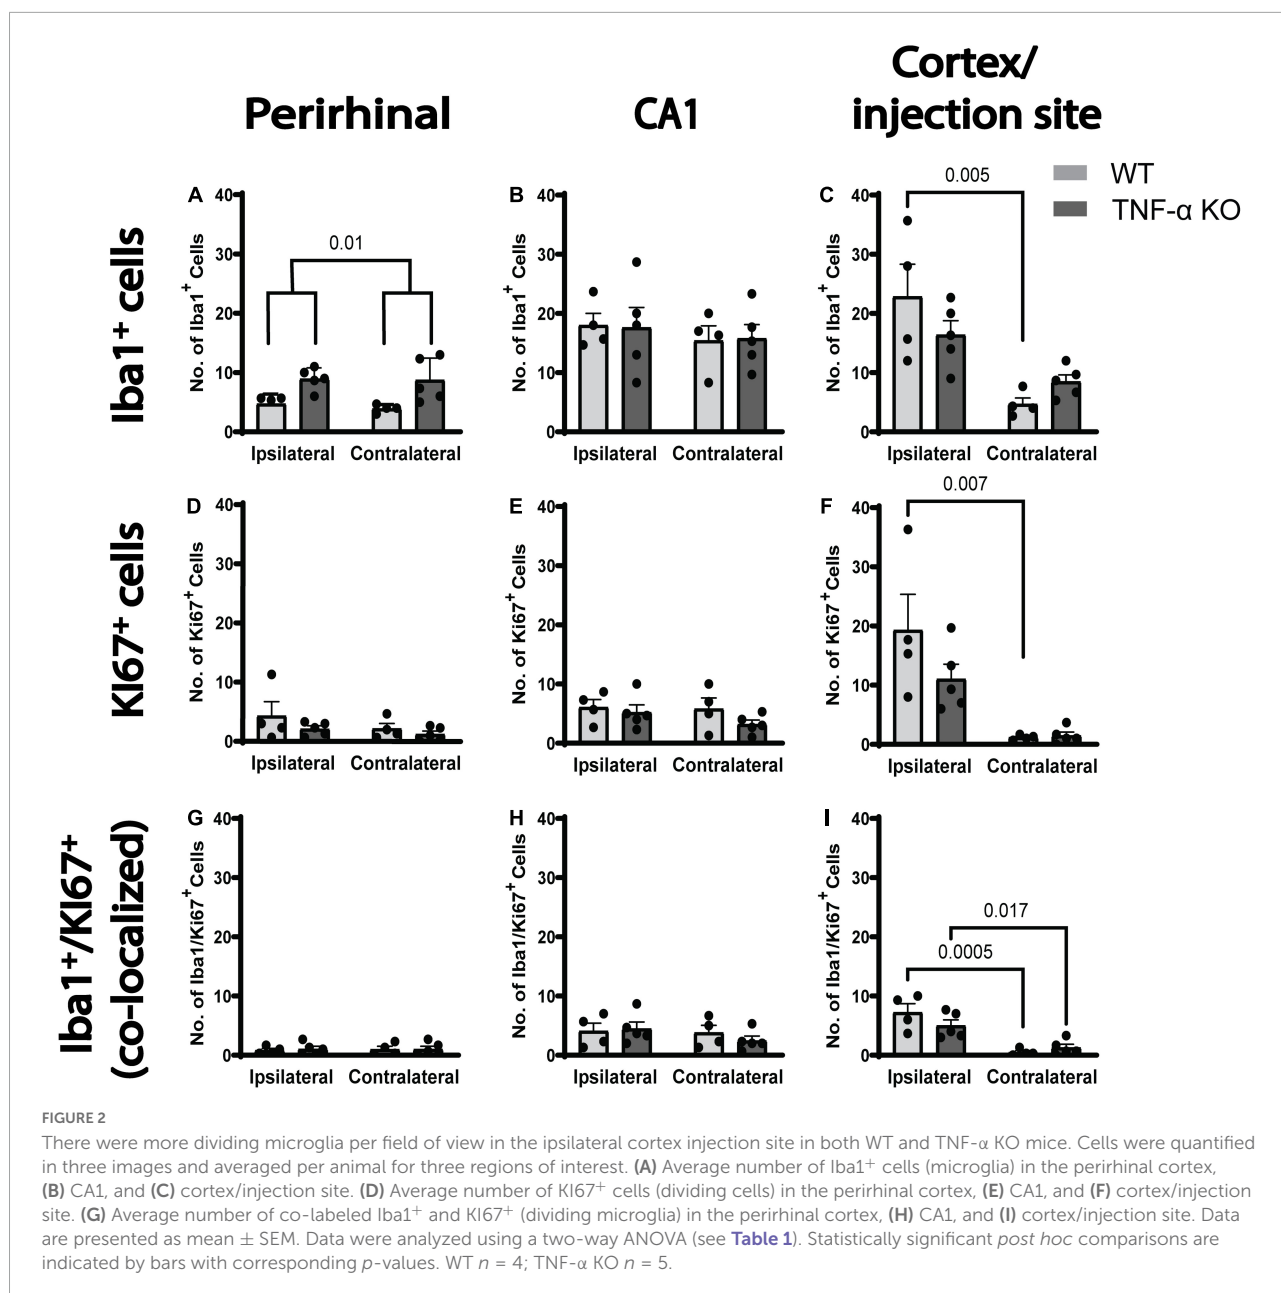 Cortex/
Perirhinal CA1 injection site
WT
TNF-α KO
Iba1+ cells
A
No. of Iba1+ Cells
40
30
20
10
0
0.01
Ipsilateral Contralateral
B
No. of Iba1+ Cells
40
30
20
10
0
Ipsilateral Contralateral
C
No. of Iba1+ Cells
40
30
20
10
0
0.005
Ipsilateral Contralateral
KI67+ cells
D
No. of Ki67+ Cells
40
30
20
10
0
Ipsilateral Contralateral
E
No. of Ki67+ Cells
40
30
20
10
0
Ipsilateral Contralateral
F
No. of Ki67+ Cells
40
30
20
10
0
0.007
Ipsilateral Contralateral
Iba1+/KI67+
(co-localized)
G
No. of Iba1/Ki67+ Cells
40
30
20
10
0
Ipsilateral Contralateral
H
No. of Iba1/Ki67+ Cells
40
30
20
10
0
Ipsilateral Contralateral
I
No. of Iba1/Ki67+ Cells
40
30
20
10
0
0.017
0.0005
Ipsilateral Contralateral
FIGURE 2
There were more dividing microglia per field of view in the ipsilateral cortex injection site in both WT and TNF-α KO mice. Cells were quantified
in three images and averaged per animal for three regions of interest. (A) Average number of Iba1+ cells (microglia) in the perirhinal cortex,
(B) CA1, and (C) cortex/injection site. (D) Average number of KI67+ cells (dividing cells) in the perirhinal cortex, (E) CA1, and (F) cortex/injection
site. (G) Average number of co-labeled Iba1+ and KI67+ (dividing microglia) in the perirhinal cortex, (H) CA1, and (I) cortex/injection site. Data
are presented as mean ± SEM. Data were analyzed using a two-way ANOVA (see Table 1). Statistically significant post hoc comparisons are
indicated by bars with corresponding p-values. WT n = 4; TNF-α KO n = 5.